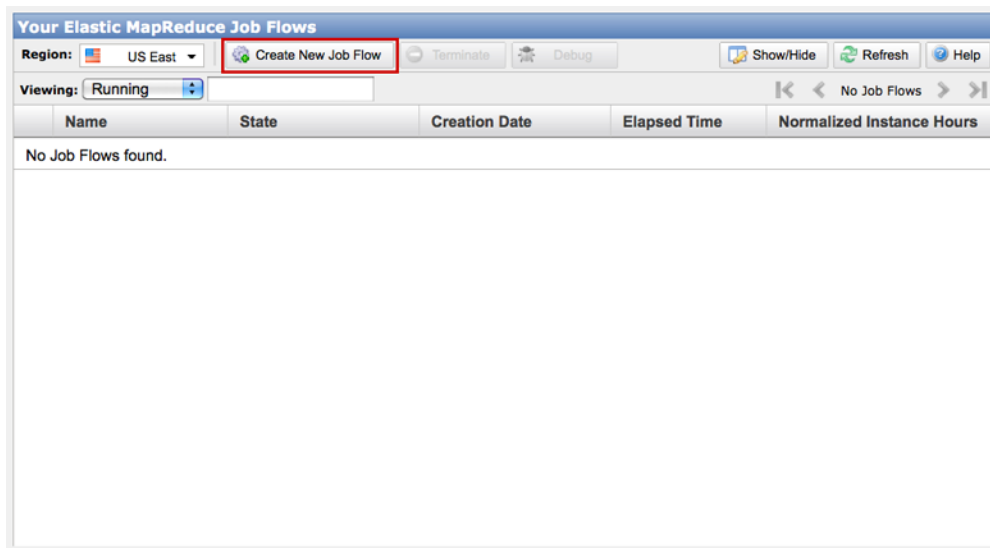 Your Elastic MapReduce Job Flows
Region: US East Create New Job Flow Terminate Debug Show/Hide Refresh Help
Viewing: Running No Job Flows
Name State Creation Date Elapsed Time Normalized Instance Hours
No Job Flows found.